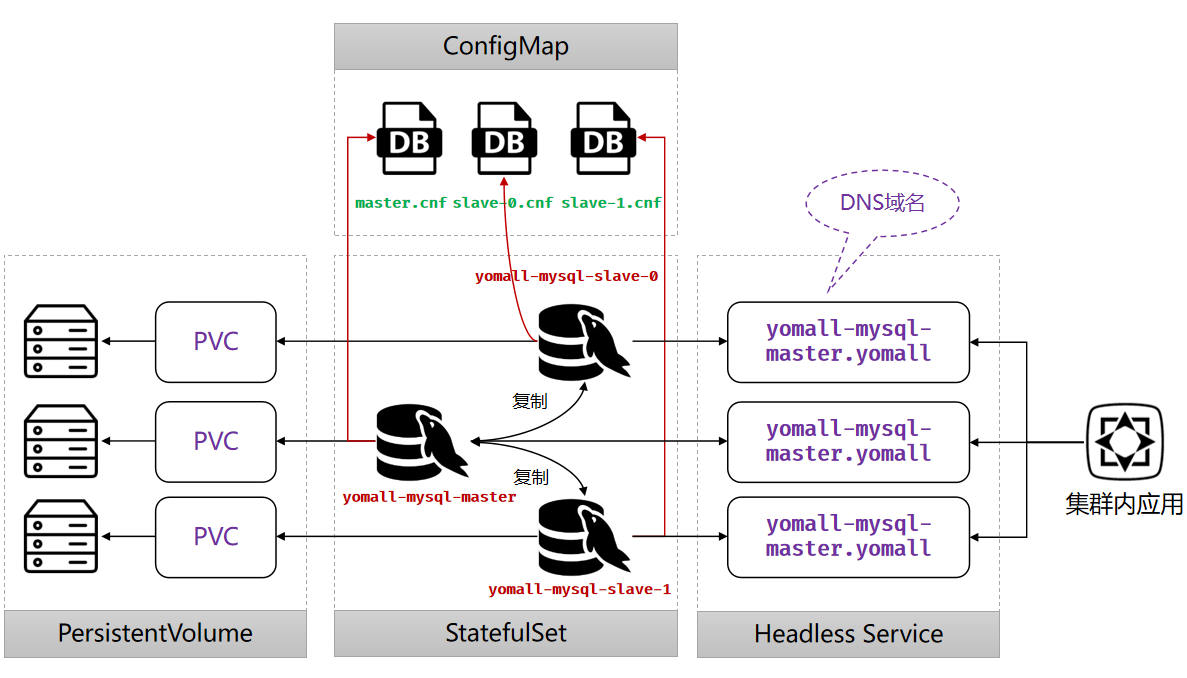 ConfigMap
DB
DB
DB
master.cnf
slave-0.cnf
slave-1.cnf
DNS域名
yomall-mysql-slave-0
PVC
yomall-mysql-
master.yomall
复制
PVC
yomall-mysql-
master.yomall
复制
yomall-mysql-master
集群内应用
PVC
yomall-mysql-
master.yomall
yomall-mysql-slave-1
PersistentVolume
StatefulSet
Headless Service